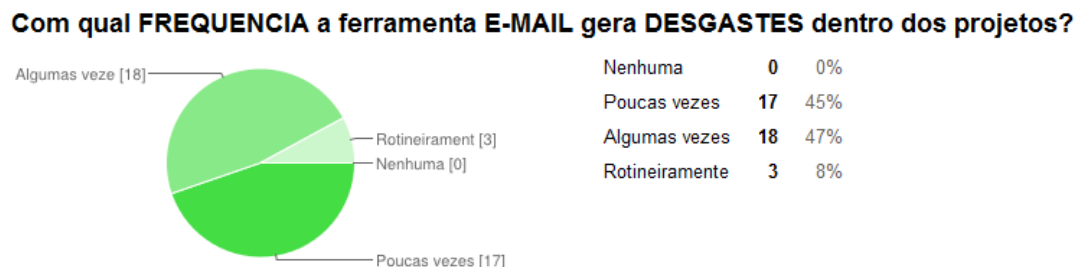 Com qual FREQUENCIA a ferramenta E-MAIL gera DESGASTES dentro dos projetos?
Algumas veze [18]
Rotineirament [3]
Nenhuma [0]
Poucas vezes [17]
Nenhuma 0 0%
Poucas vezes 17 45%
Algumas vezes 18 47%
Rotineiramente 3 8%